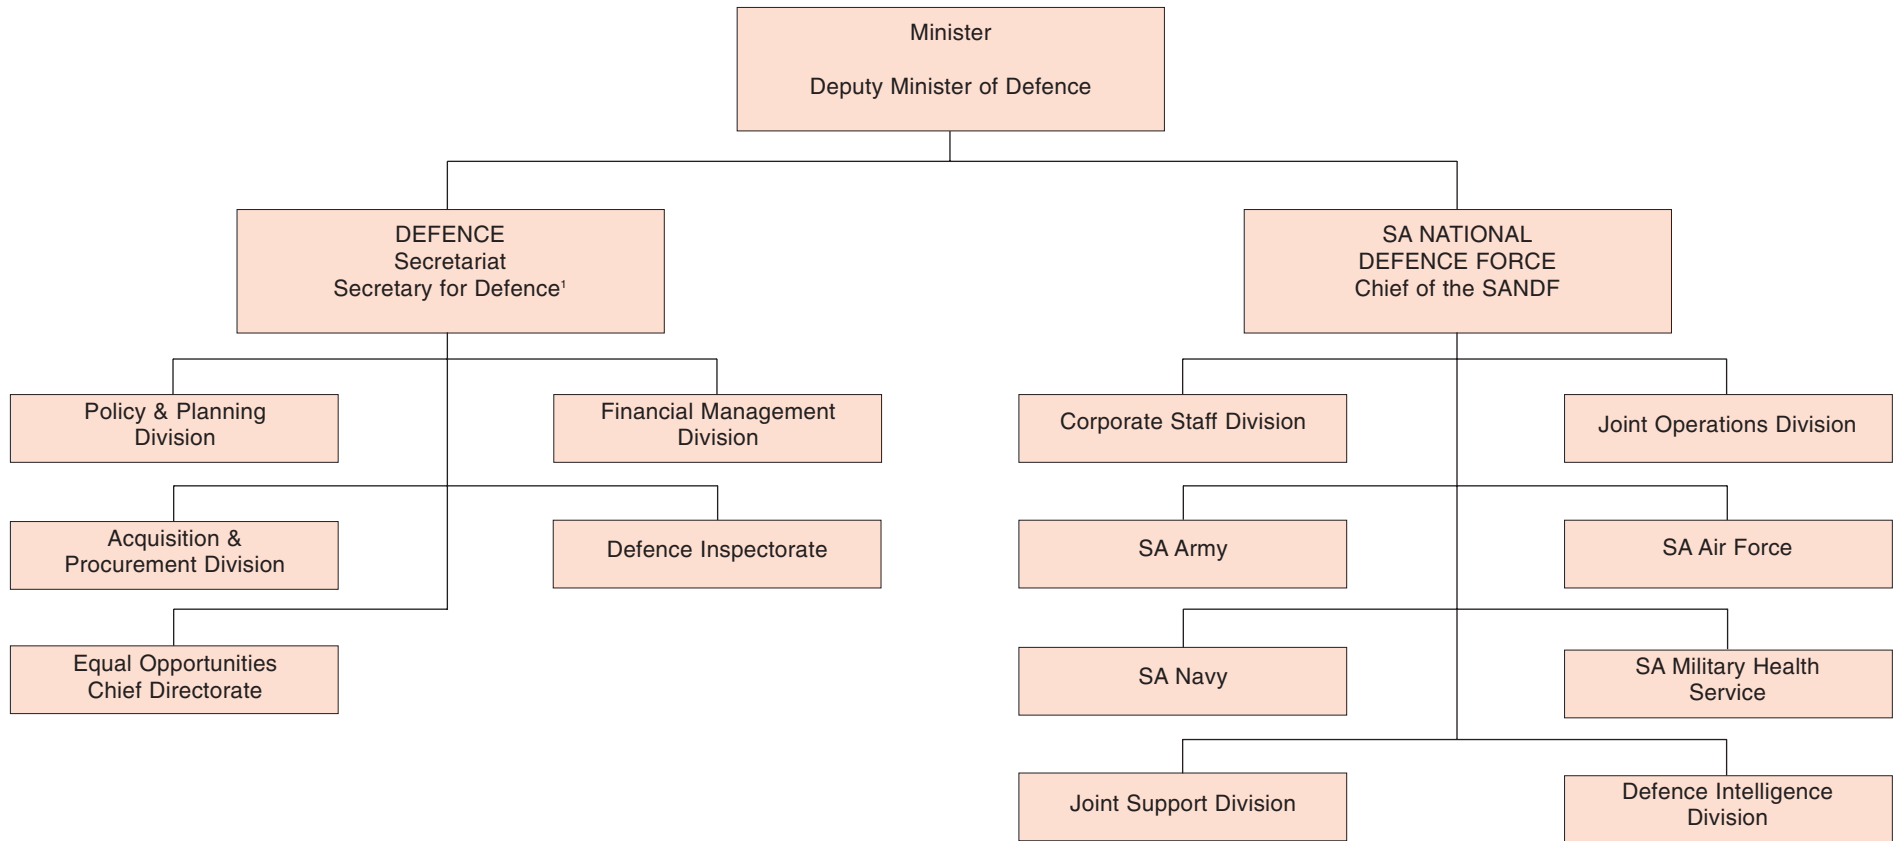 Minister
Deputy Minister of Defence
DEFENCE
Secretariat
Secretary for Defence¹
SA NATIONAL
DEFENCE FORCE
Chief of the SANDF
Policy & Planning
Division
Financial Management
Division
Corporate Staff Division
Joint Operations Division
Acquisition &
Procurement Division
Defence Inspectorate
SA Army
SA Air Force
Equal Opportunities
Chief Directorate
SA Navy
SA Military Health
Service
Joint Support Division
Defence Intelligence
Division